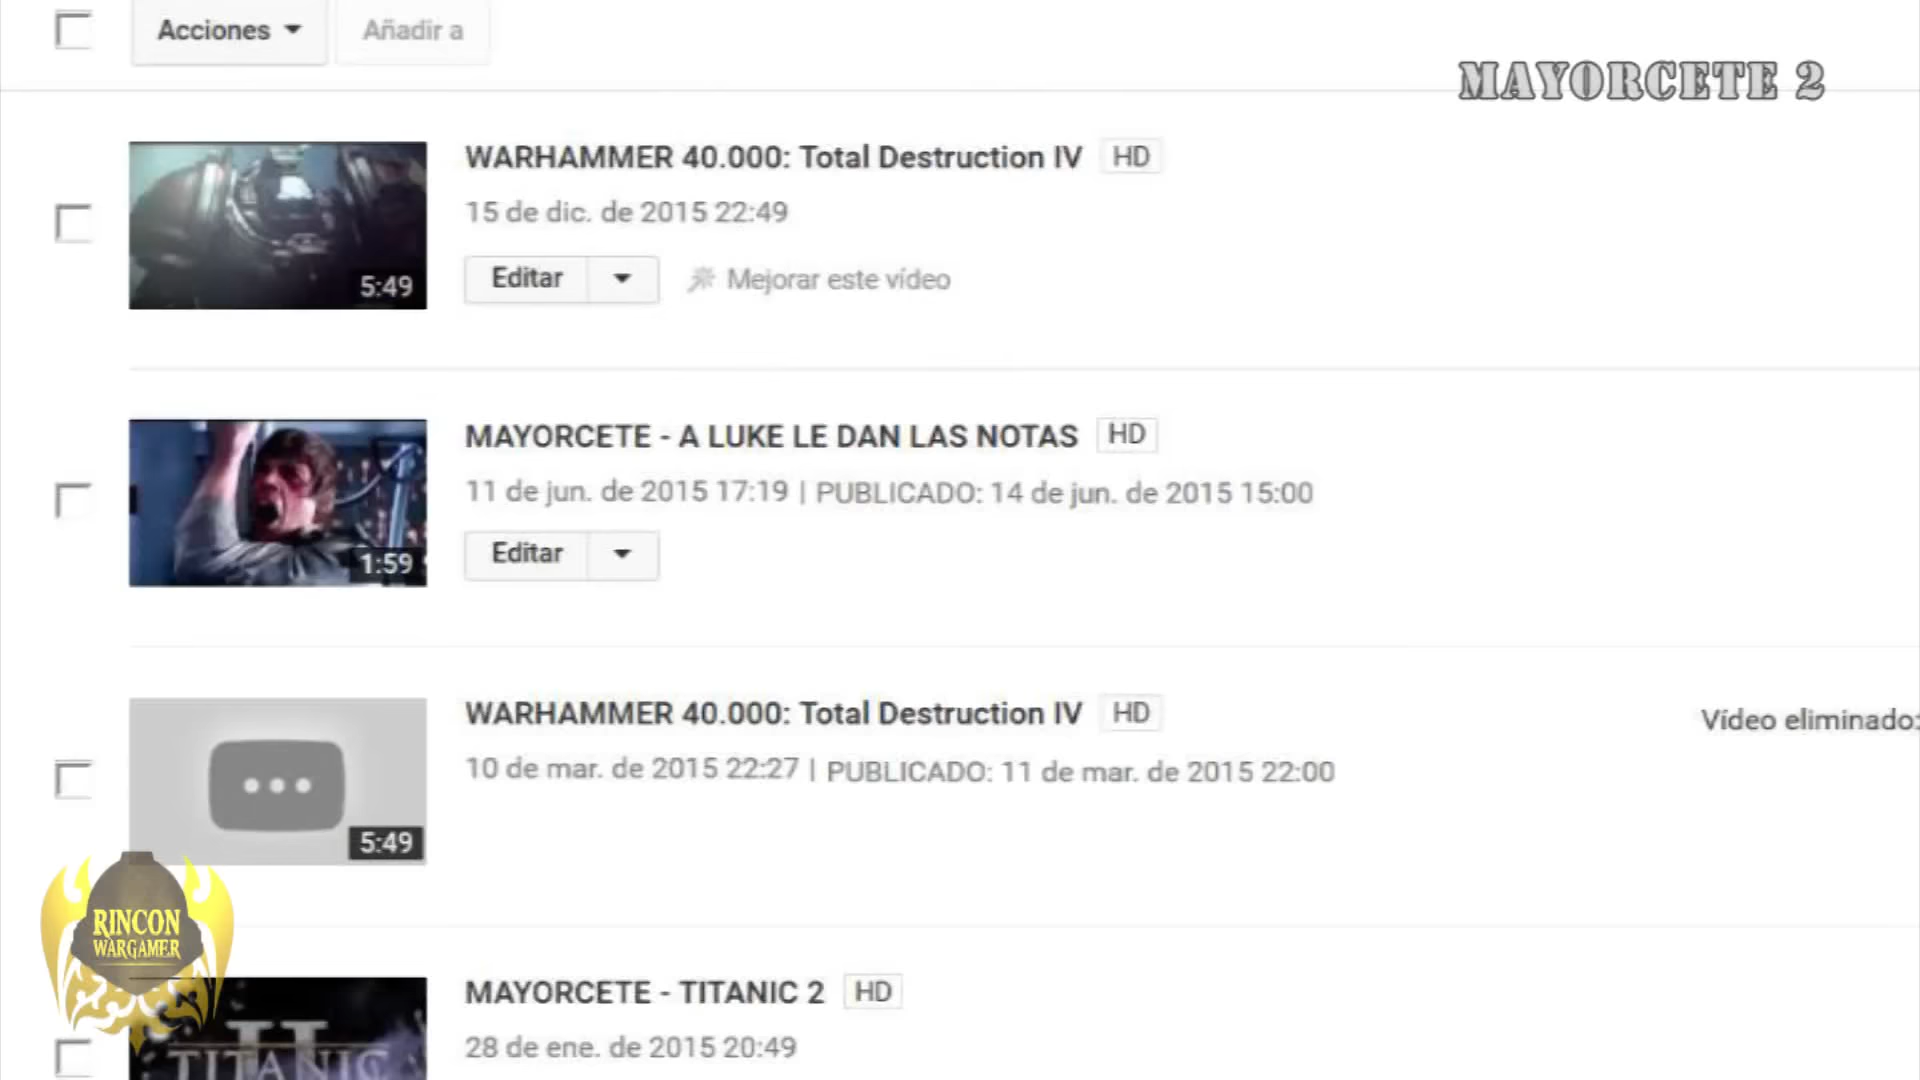 Acciones
Añadir a
MAYORCETE 2
WARHAMMER 40.000: Total Destruction IV HD
15 de dic. de 2015 22:49
5:49
Editar
Mejorar este vídeo
MAYORCETE - A LUKE LE DAN LAS NOTAS HD
11 de jun. de 2015 17:19 | PUBLICADO: 14 de jun. de 2015 15:00
1:59
Editar
WARHAMMER 40.000: Total Destruction IV HD
Vídeo eliminado:
10 de mar. de 2015 22:27 | PUBLICADO: 11 de mar. de 2015 22:00
5:49
RINCON
WARGAMER
MAYORCETE - TITANIC 2 HD
28 de ene. de 2015 20:49
II
TITANIC